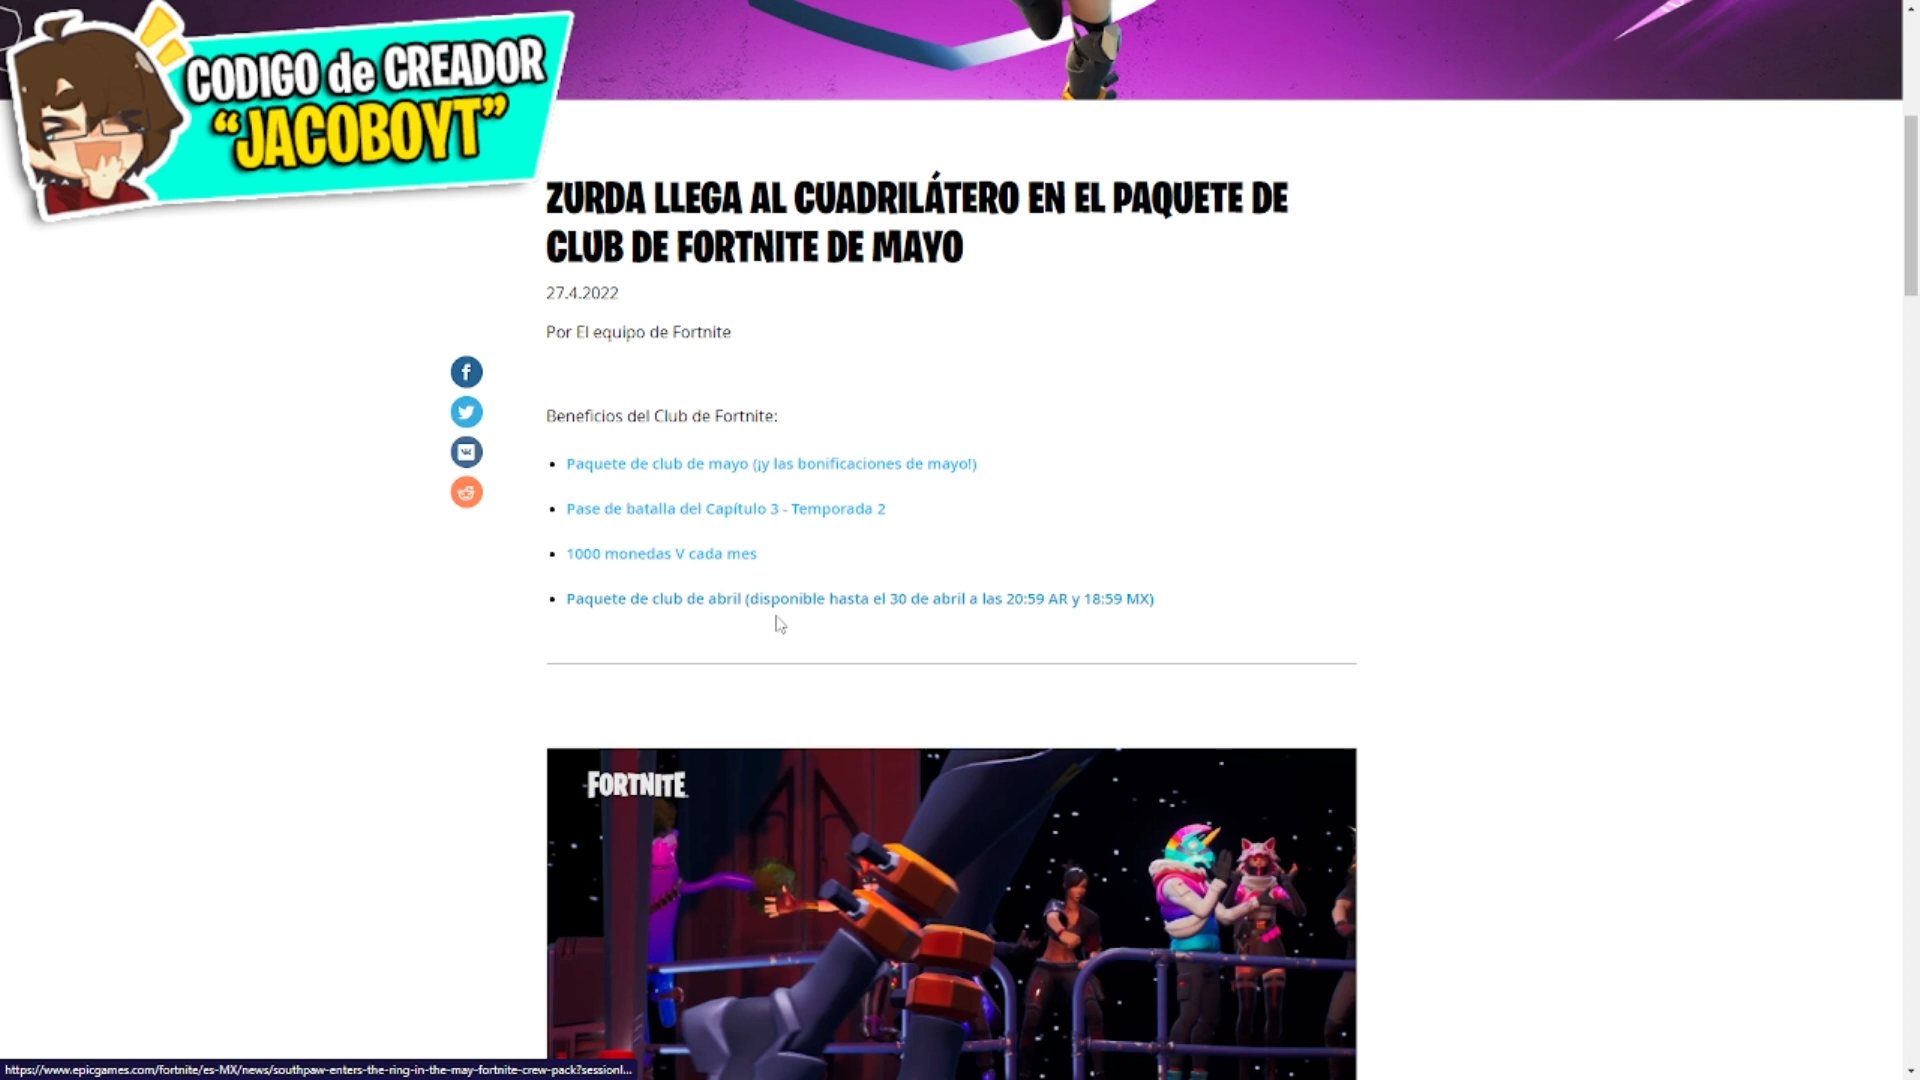 CODIGO de CREADOR
"JACOBOYT"
ZURDA LLEGA AL CUADRILÁTERO EN EL PAQUETE DE
CLUB DE FORTNITE DE MAYO
27.4.2022
Por El equipo de Fortnite
Beneficios del Club de Fortnite:
Paquete de club de mayo (¡y las bonificaciones de mayo!)
Pase de batalla del Capítulo 3 - Temporada 2
1000 monedas V cada mes
Paquete de club de abril (disponible hasta el 30 de abril a las 20:59 AR y 18:59 MX)
FORTNITE
https://www.epicgames.com/fortnite/es-MX/news/southpaw-enters-the-ring-in-the-may-fortnite-crew-pack?sessionI...